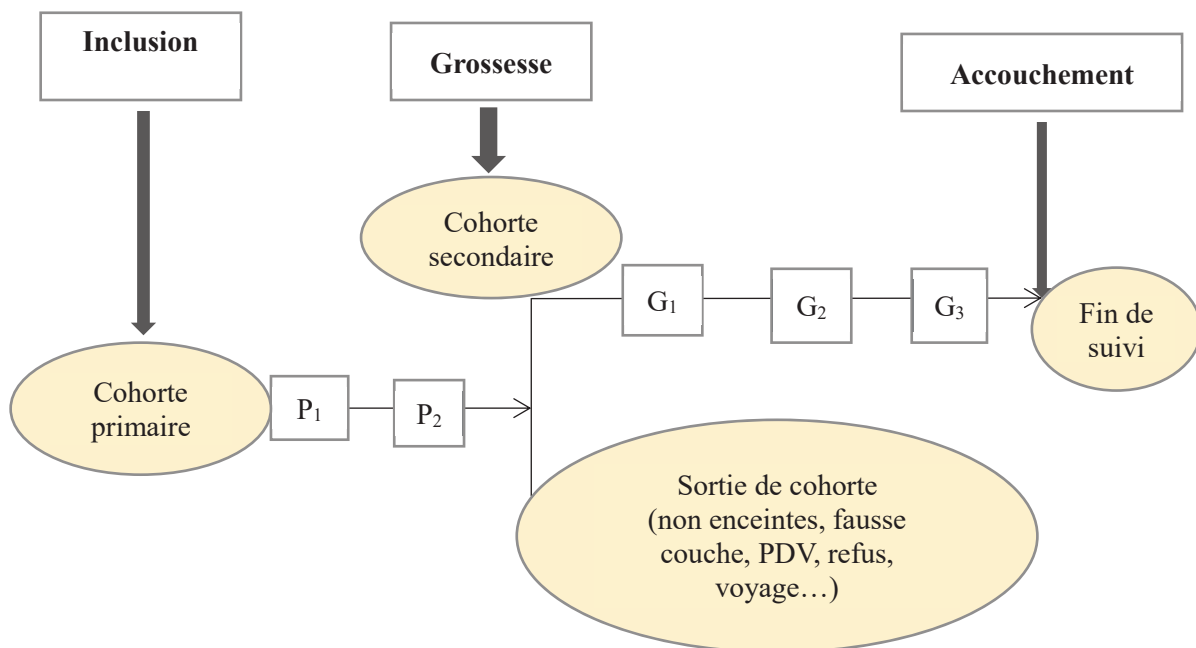 Inclusion
Grossesse
Accouchement
Cohorte
secondaire
G₁
G₂
G₃
Fin de
suivi
Cohorte
primaire
P₁
P₂
Sortie de cohorte
(non enceintes, fausse
couche, PDV, refus,
voyage…)